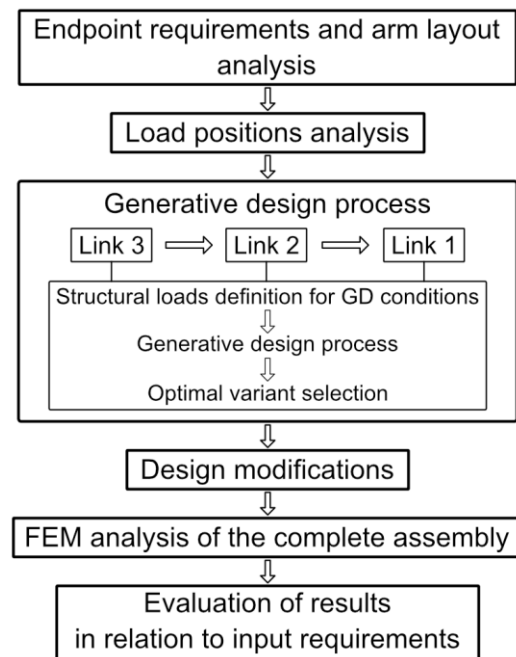 Endpoint requirements and arm layout
analysis
Load positions analysis
Generative design process
Link 3
Link 2
Link 1
Structural loads definition for GD conditions
Generative design process
Optimal variant selection
Design modifications
FEM analysis of the complete assembly
Evaluation of results
in relation to input requirements